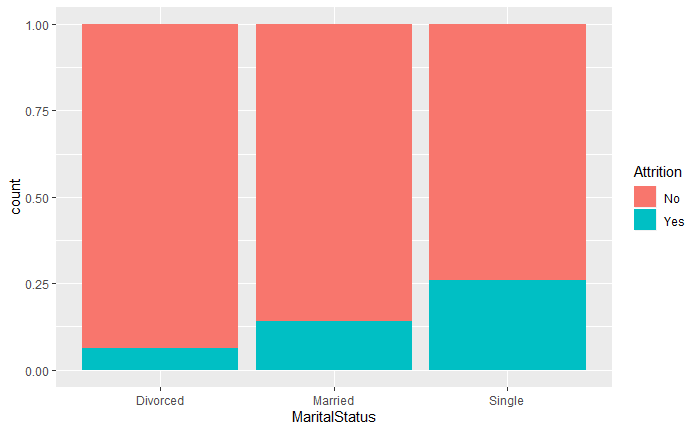 1.00
0.75
0.50
0.25
0.00
count
Divorced
Married
Single
MaritalStatus
Attrition
No
Yes